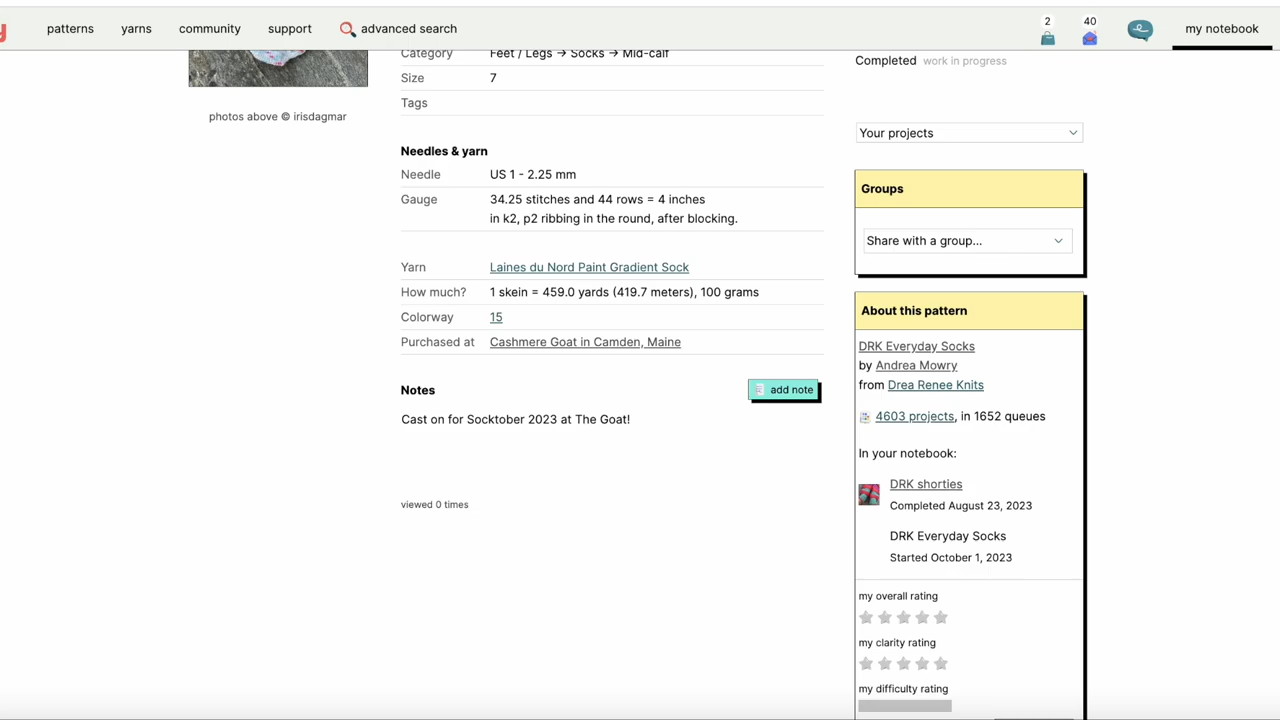 patterns yarns community support advanced search 2 40 my notebook
Category Feet / Legs → Socks → Mid-calf
Size 7
Tags
photos above © irisdagmar
Needles & yarn
Needle US 1 - 2.25 mm
Gauge 34.25 stitches and 44 rows = 4 inches
in k2, p2 ribbing in the round, after blocking.
Yarn Laines du Nord Paint Gradient Sock
How much? 1 skein = 459.0 yards (419.7 meters), 100 grams
Colorway 15
Purchased at Cashmere Goat in Camden, Maine
Notes add note
Cast on for Socktober 2023 at The Goat!
viewed 0 times
Completed work in progress
Your projects
Groups
Share with a group...
About this pattern
DRK Everyday Socks
by Andrea Mowry
from Drea Renee Knits
4603 projects, in 1652 queues
In your notebook:
DRK shorties
Completed August 23, 2023
DRK Everyday Socks
Started October 1, 2023
my overall rating
my clarity rating
my difficulty rating